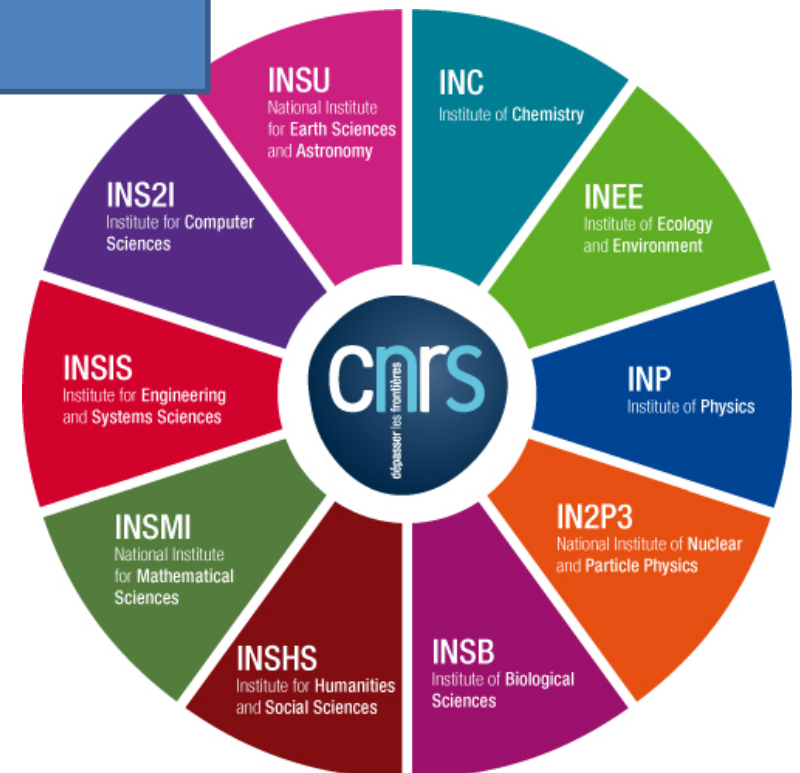 INSU
National Institute
for Earth Sciences
and Astronomy
INC
Institute of Chemistry
INEE
Institute of Ecology
and Environment
INP
Institute of Physics
IN2P3
National Institute of Nuclear
and Particle Physics
INSB
Institute of Biological
Sciences
INSHS
Institute for Humanities
and Social Sciences
INSMI
National Institute
for Mathematical
Sciences
INSIS
Institute for Engineering
and Systems Sciences
INS2I
Institute for Computer
Sciences
cnrs
dépasser les frontières